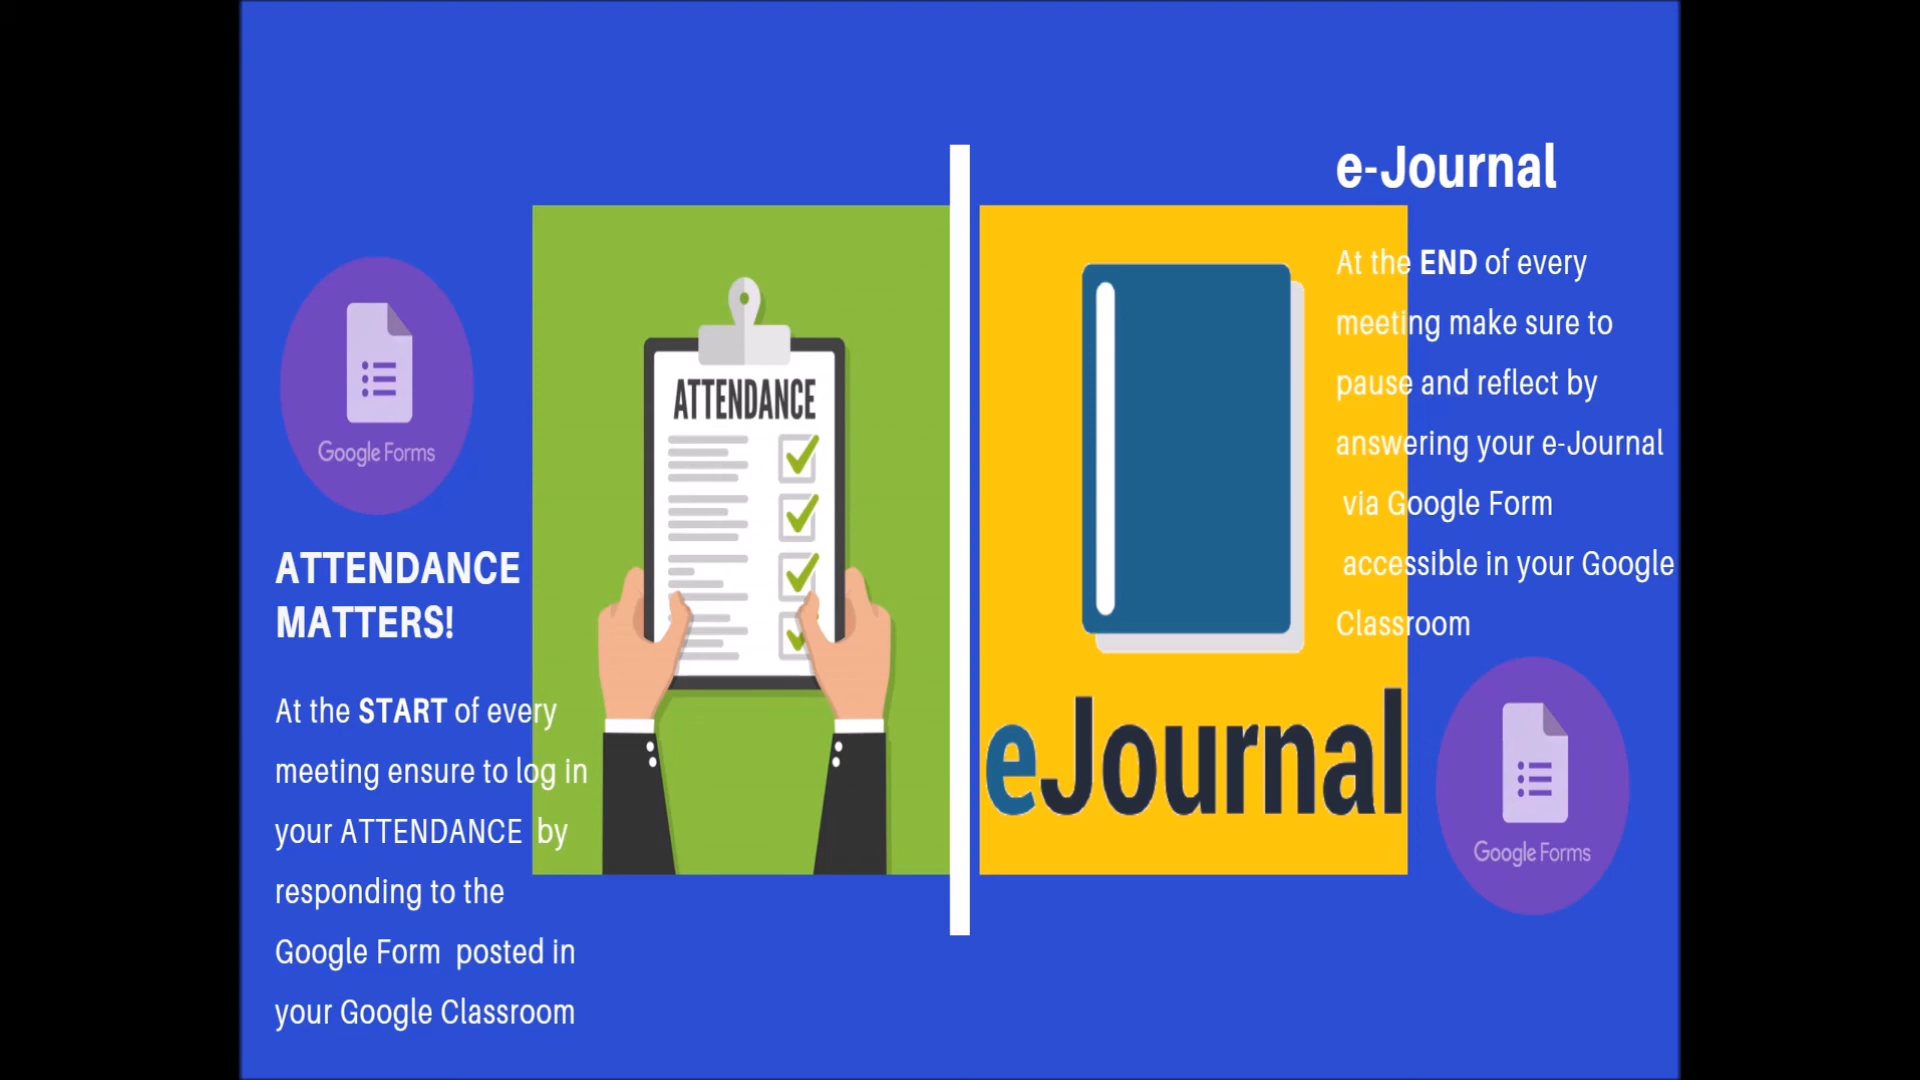 Google Forms
ATTENDANCE
MATTERS!
At the START of every
meeting ensure to log in
your ATTENDANCE by
responding to the
Google Form posted in
your Google Classroom
ATTENDANCE
e-Journal
At the END of every
meeting make sure to
pause and reflect by
answering your e-Journal
via Google Form
accessible in your Google
Classroom
eJournal
Google Forms